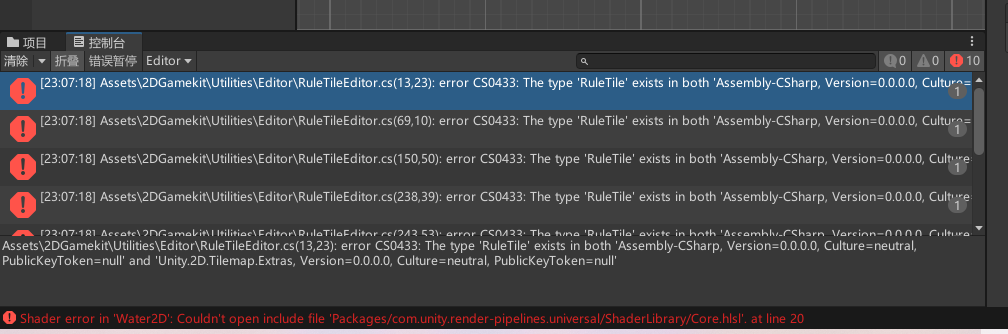 项目 控制台
清除 折叠 错误暂停 Editor 0 0 10
[23:07:18] Assets\2DGamekit\Utilities\Editor\RuleTileEditor.cs(13,23): error CS0433: The type 'RuleTile' exists in both 'Assembly-CSharp, Version=0.0.0.0, Culture=
1
[23:07:18] Assets\2DGamekit\Utilities\Editor\RuleTileEditor.cs(69,10): error CS0433: The type 'RuleTile' exists in both 'Assembly-CSharp, Version=0.0.0.0, Culture=
1
[23:07:18] Assets\2DGamekit\Utilities\Editor\RuleTileEditor.cs(150,50): error CS0433: The type 'RuleTile' exists in both 'Assembly-CSharp, Version=0.0.0.0, Culture
1
[23:07:18] Assets\2DGamekit\Utilities\Editor\RuleTileEditor.cs(238,39): error CS0433: The type 'RuleTile' exists in both 'Assembly-CSharp, Version=0.0.0.0, Culture
1
[23:07:18] Assets\2DGamekit\Utilities\Editor\RuleTileEditor.cs(243,53): error CS0433: The type 'RuleTile' exists in both 'Assembly-CSharp, Version=0.0.0.0, Culture
Assets\2DGamekit\Utilities\Editor\RuleTileEditor.cs(13,23): error CS0433: The type 'RuleTile' exists in both 'Assembly-CSharp, Version=0.0.0.0, Culture=neutral,
PublicKeyToken=null' and 'Unity.2D.Tilemap.Extras, Version=0.0.0.0, Culture=neutral, PublicKeyToken=null'
Shader error in 'Water2D': Couldn't open include file 'Packages/com.unity.render-pipelines.universal/ShaderLibrary/Core.hlsl'. at line 20